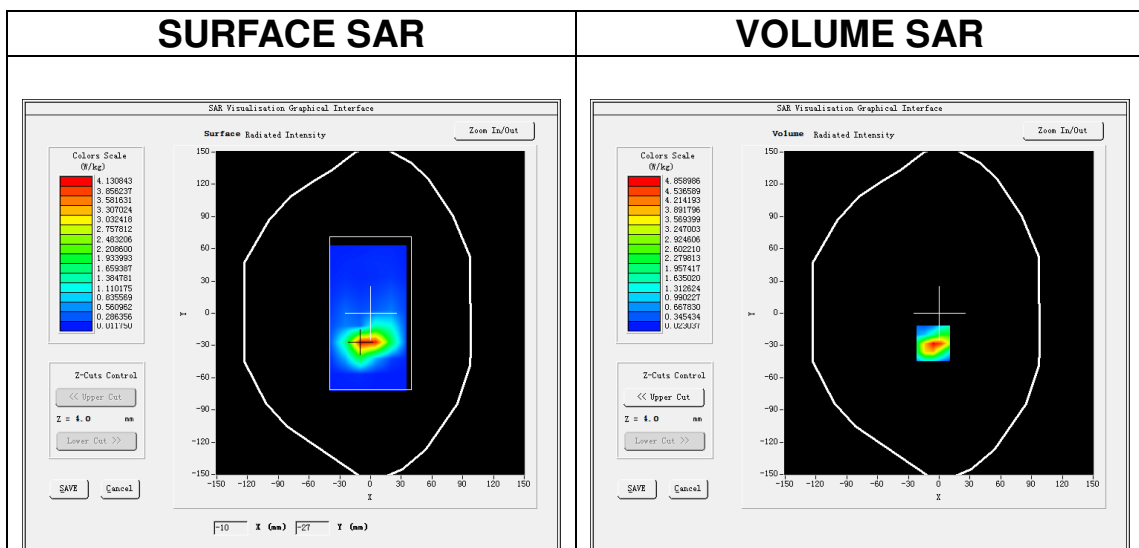 SURFACE SAR
VOLUME SAR
SAR Visualisation Graphical Interface
Surface Radiated Intensity
Zoom In/Out
Colors Scale
(W/kg)
4.130843
3.856237
3.581631
3.307024
3.032418
2.757812
2.483206
2.208600
1.933993
1.659387
1.384781
1.110175
0.835569
0.560962
0.286356
0.011750
150
120
90
60
30
0
-30
-60
-90
-120
-150
Y
-150 -120 -90 -60 -30 0 30 60 90 120 150
X
Z-Cuts Control
<< Upper Cut
Z = 4.0 mm
Lower Cut >>
SAVE Cancel
-10 X (mm) -27 Y (mm)
SAR Visualisation Graphical Interface
Volume Radiated Intensity
Zoom In/Out
Colors Scale
(W/kg)
4.858986
4.536589
4.214193
3.891796
3.569399
3.247003
2.924606
2.602210
2.279813
1.957417
1.635020
1.312624
0.990227
0.667830
0.345434
0.023037
150
120
90
60
30
0
-30
-60
-90
-120
-150
Y
-150 -120 -90 -60 -30 0 30 60 90 120 150
X
Z-Cuts Control
<< Upper Cut
Z = 4.0 mm
Lower Cut >>
SAVE Cancel